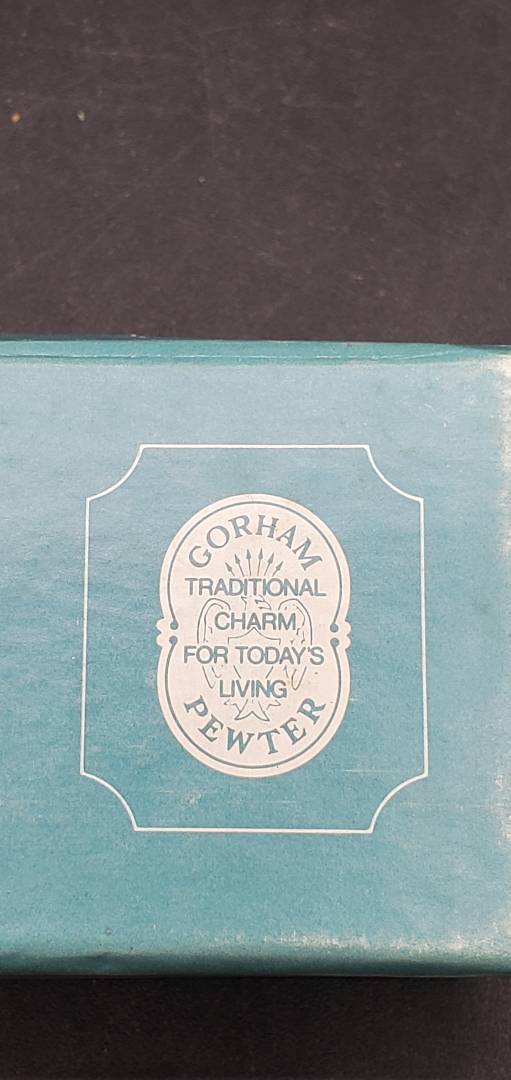 GORHAM
TRADITIONAL
CHARM
FOR TODAY'S
LIVING
PEWTER